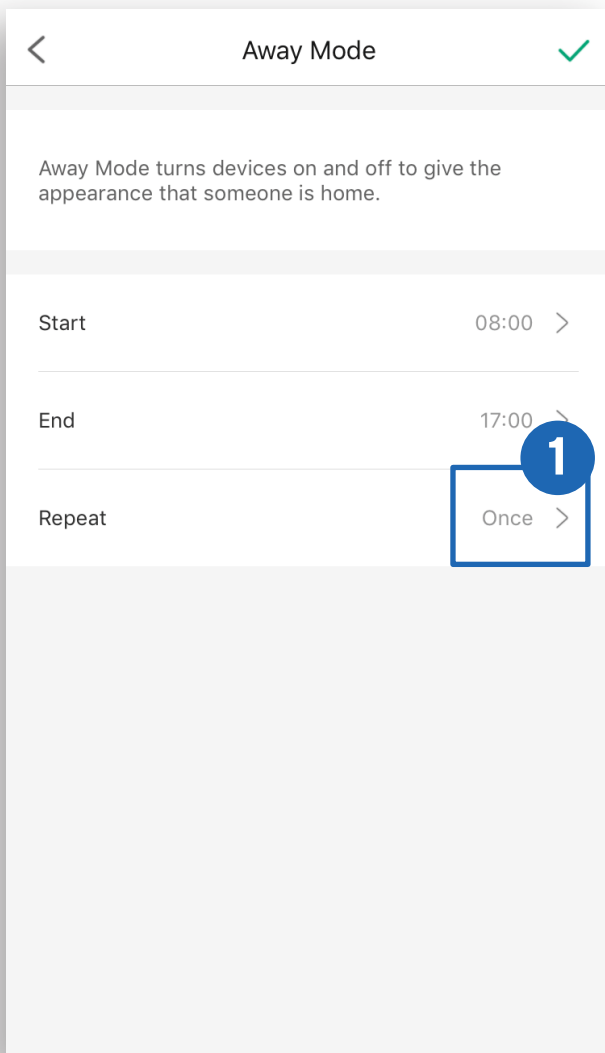 Away Mode
Away Mode turns devices on and off to give the
appearance that someone is home.
Start 08:00
End 17:00
1
Repeat Once